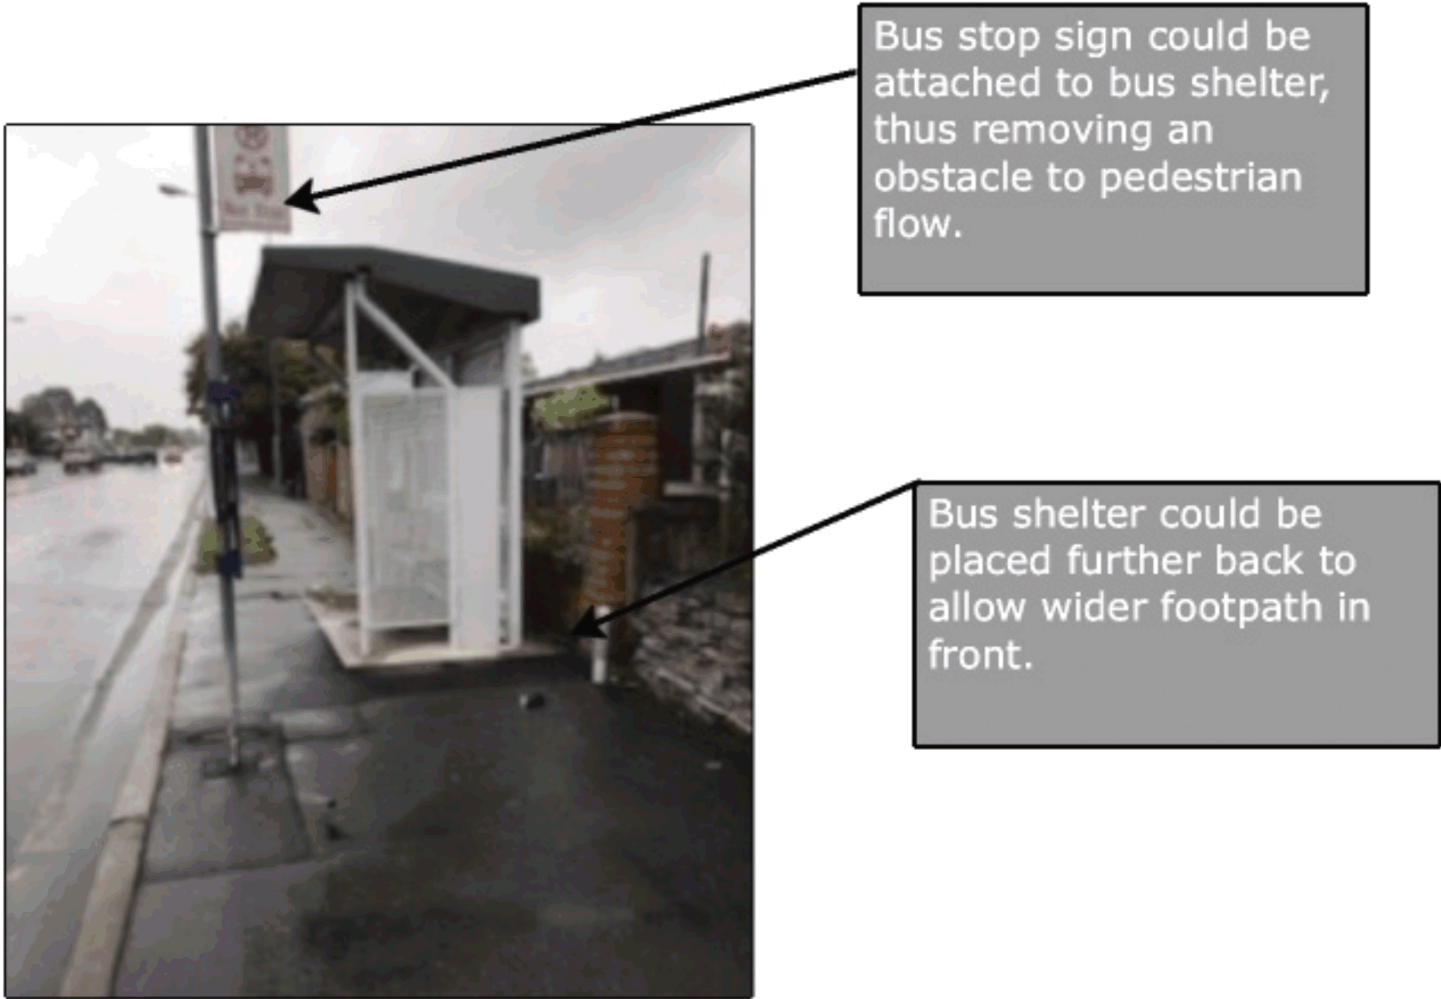 Bus stop sign could be
attached to bus shelter,
thus removing an
obstacle to pedestrian
flow.
Bus shelter could be
placed further back to
allow wider footpath in
front.